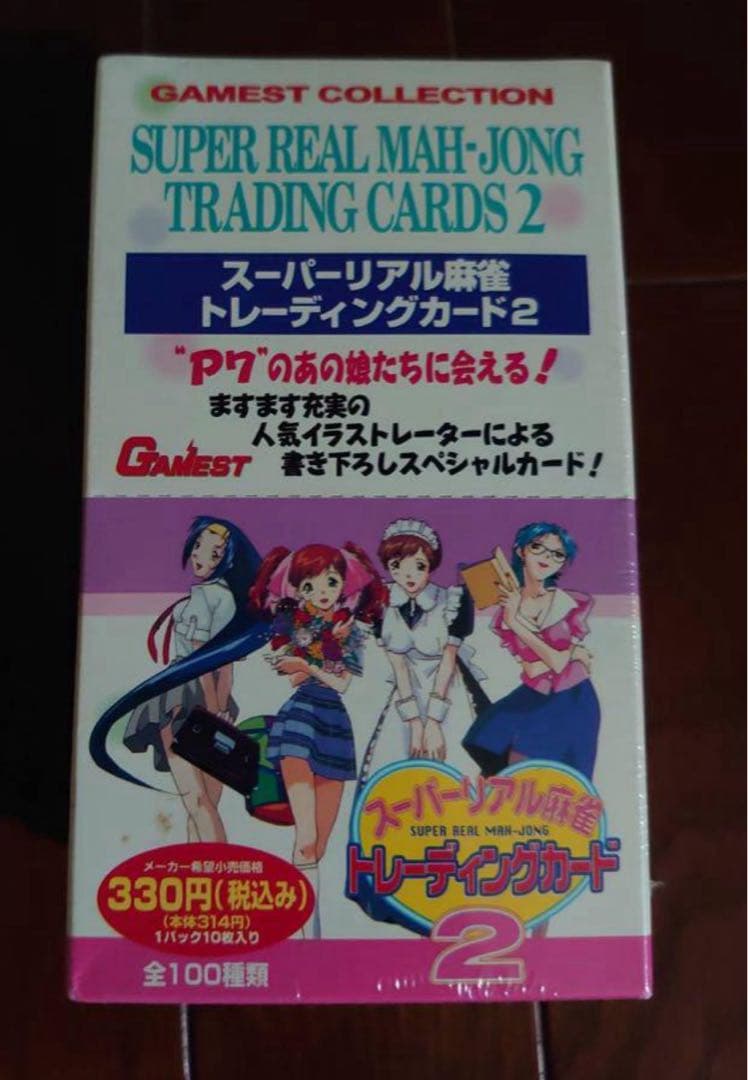 GAMEST COLLECTION
SUPER REAL MAH-JONG
TRADING CARDS 2
スーパーリアル麻雀
トレーディングカード2
"P7"のあの娘たちに会える!
ますます充実の
人気イラストレーターによる
書き下ろしスペシャルカード!
GAMEST
スーパーリアル麻雀
SUPER REAL MAH-JONG
トレーディングカード
2
メーカー希望小売価格
330円(税込み)
(本体314円)
1パック10枚入り
全100種類